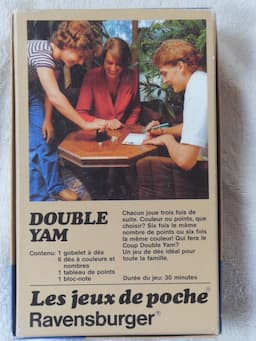 DOUBLE
YAM
Contenu: 1 gobelet à dés
6 dés à couleurs et
nombres
1 tableau de points
1 bloc-note
Chacun joue trois fois de
suite. Couleur ou points, que
choisir? Six fois le même
nombre de points ou six fois
la même couleur! Qui fera le
Coup Double Yam?
Un jeu de dés idéal pour
toute la famille.
Durée du jeu: 30 minutes
Les jeux de poche®
Ravensburger®